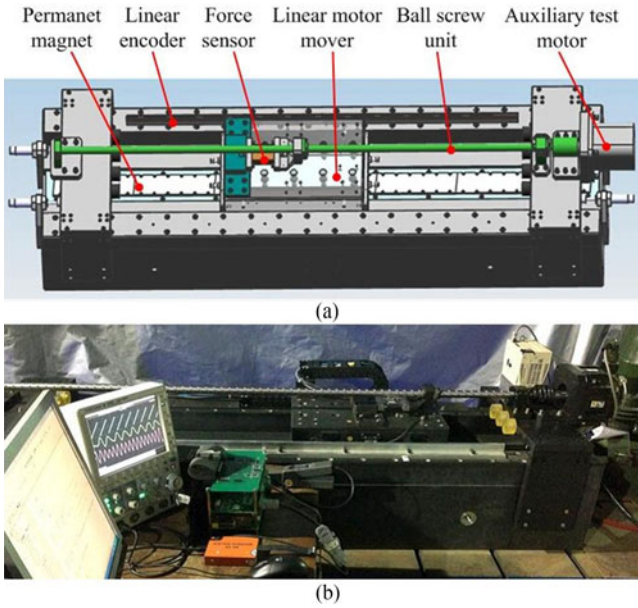 Permanet magnet
Linear encoder
Force sensor
Linear motor mover
Ball screw unit
Auxiliary test motor
(a)
(b)